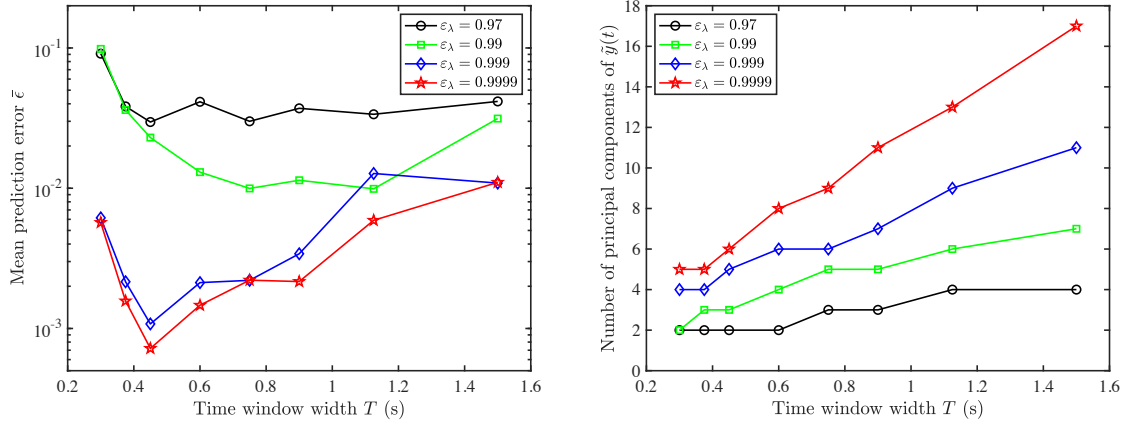 ε_λ = 0.97
ε_λ = 0.99
ε_λ = 0.999
ε_λ = 0.9999
10^-1
10^-2
10^-3
Mean prediction error ϵ̄
0.2 0.4 0.6 0.8 1 1.2 1.4 1.6
Time window width T (s)
ε_λ = 0.97
ε_λ = 0.99
ε_λ = 0.999
ε_λ = 0.9999
18
16
14
12
10
8
6
4
2
0
Number of principal components of ỹ(t)
0.2 0.4 0.6 0.8 1 1.2 1.4 1.6
Time window width T (s)